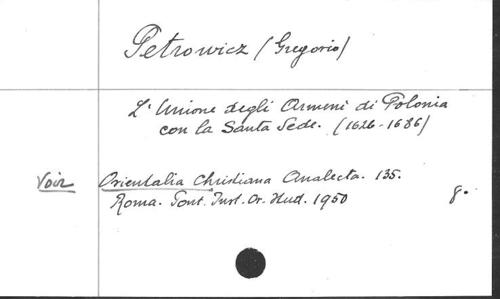 Petrowicz (Gregorio)
L'Unione degli Armeni di Polonia
con la Santa Sede. (1626-1686)
Voir Orientalia Christiana Analecta. 135.
Roma. Pont. Inst. Or. Stud. 1950 8°